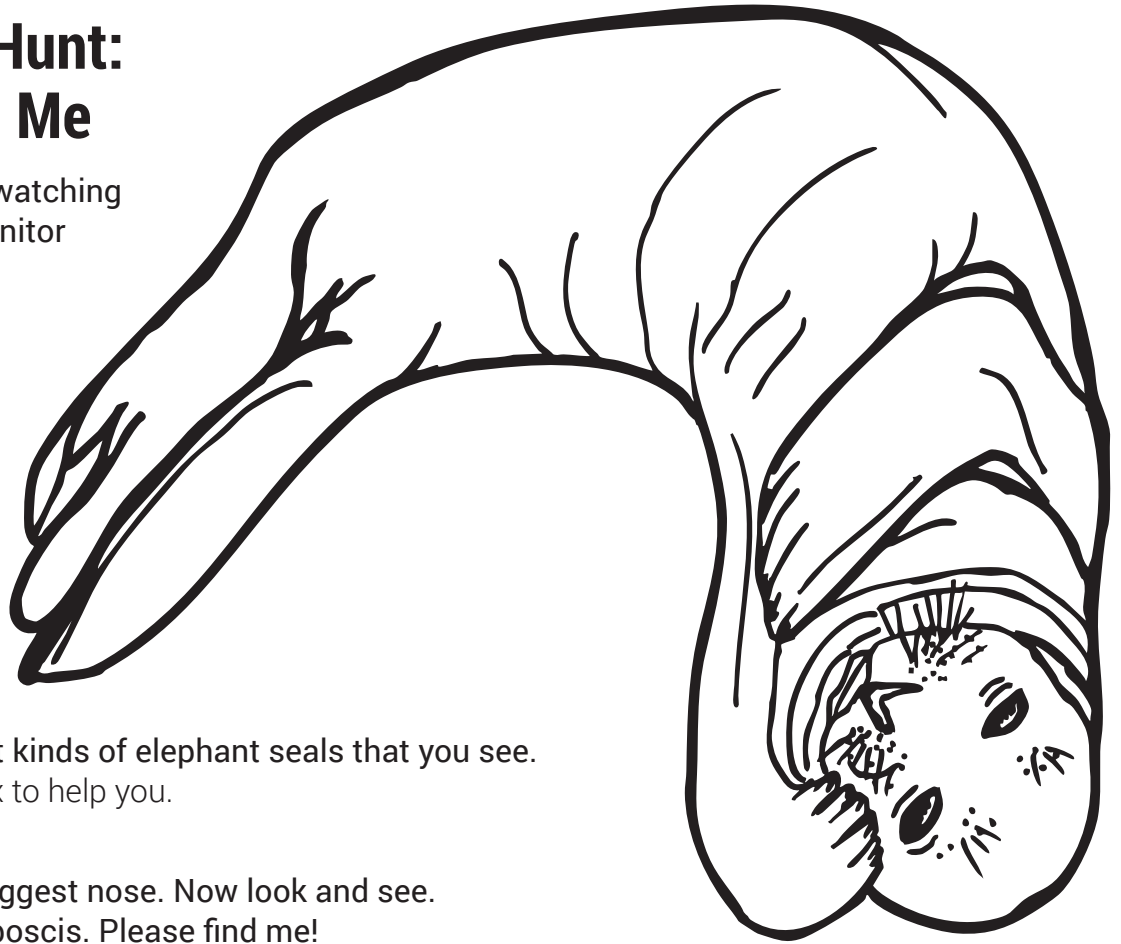 Hunt:
Me
watching
nitor
t kinds of elephant seals that you see.
x to help you.
ggest nose. Now look and see.
boscis. Please find me!